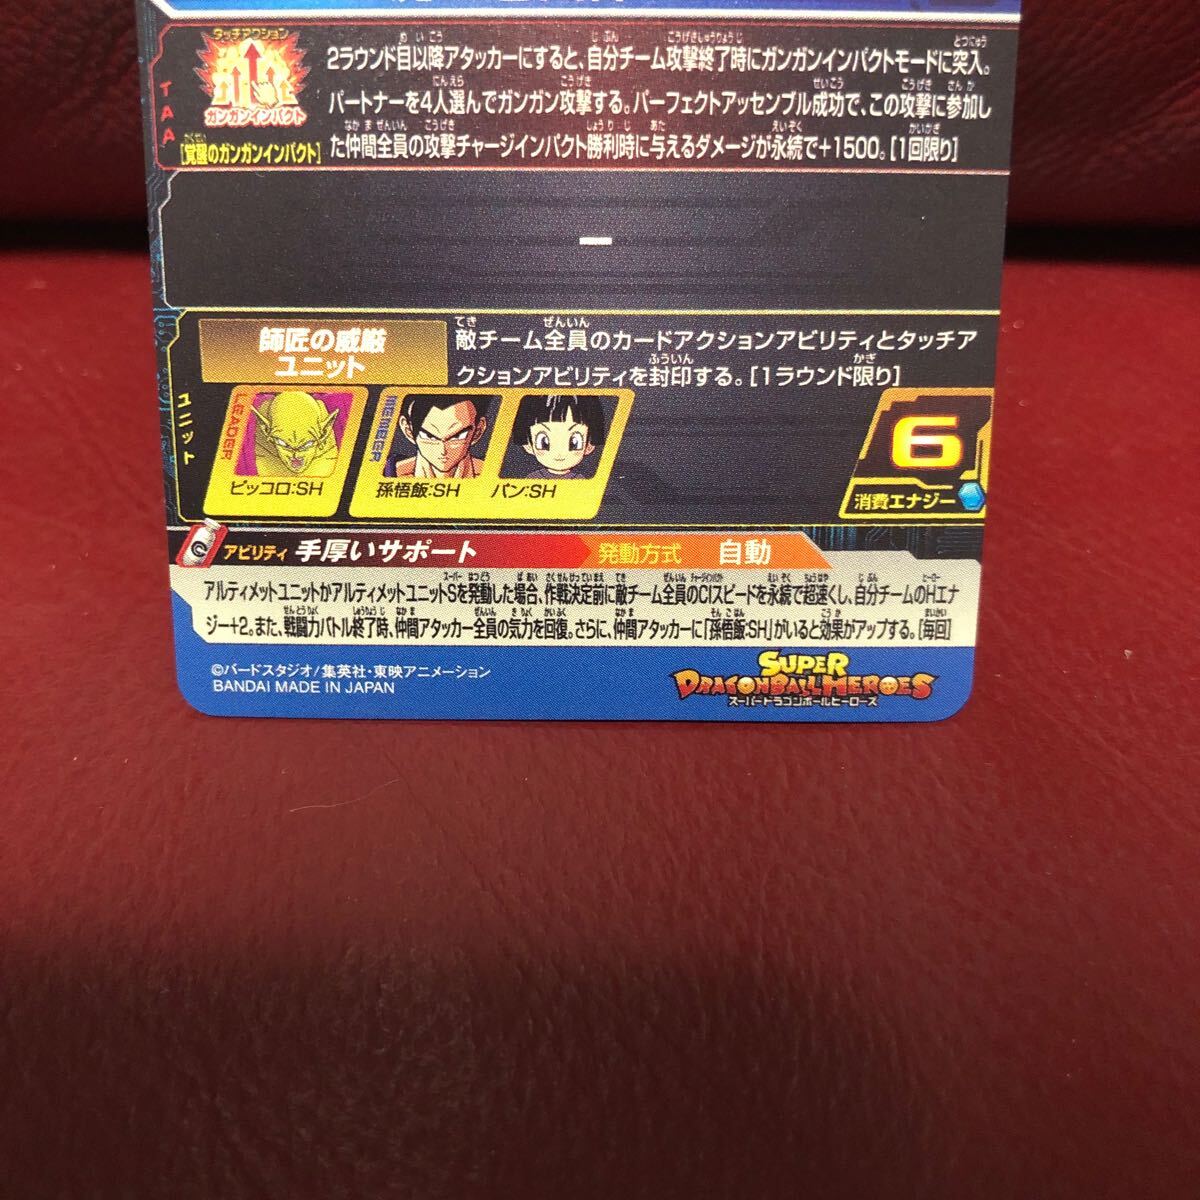 タッチアクション
ガンガンインパクト
TAA
[覚醒のガンガンインパクト]
2ラウンド目以降アタッカーにすると、自分チーム攻撃終了時にガンガンインパクトモードに突入。
パートナーを4人選んでガンガン攻撃する。パーフェクトアッセンブル成功で、この攻撃に参加し
た仲間全員の攻撃チャージインパクト勝利時に与えるダメージが永続で+1500。[1回限り]
ー
ユニット
師匠の威厳
ユニット
敵チーム全員のカードアクションアビリティとタッチア
クションアビリティを封印する。[1ラウンド限り]
LEADER
ピッコロ:SH
MEMBER
孫悟飯:SH
パン:SH
6
消費エナジー
アビリティ 手厚いサポート 発動方式 自動
アルティメットユニットかアルティメットユニットSを発動した場合、作戦決定前に敵チーム全員のCIスピードを永続で超速くし、自分チームのHエナ
ジー+2。また、戦闘力バトル終了時、仲間アタッカー全員の気力を回復。さらに、仲間アタッカーに「孫悟飯:SH」がいると効果がアップする。[毎回]
©バードスタジオ/集英社・東映アニメーション
BANDAI MADE IN JAPAN
SUPER
DRAGONBALL HEROES
スーパードラゴンボールヒーローズ